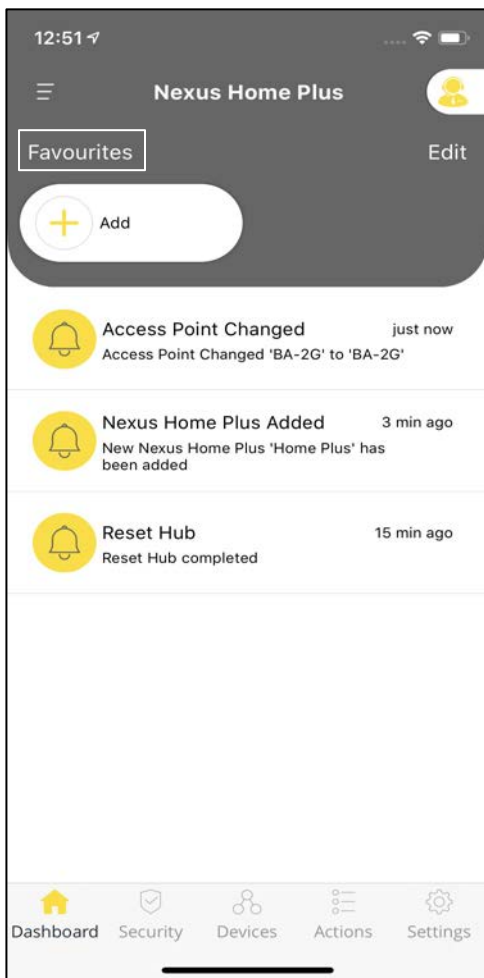 12:51
Nexus Home Plus
Favourites
Edit
Add
Access Point Changed
just now
Access Point Changed 'BA-2G' to 'BA-2G'
Nexus Home Plus Added
3 min ago
New Nexus Home Plus 'Home Plus' has
been added
Reset Hub
15 min ago
Reset Hub completed
Dashboard
Security
Devices
Actions
Settings